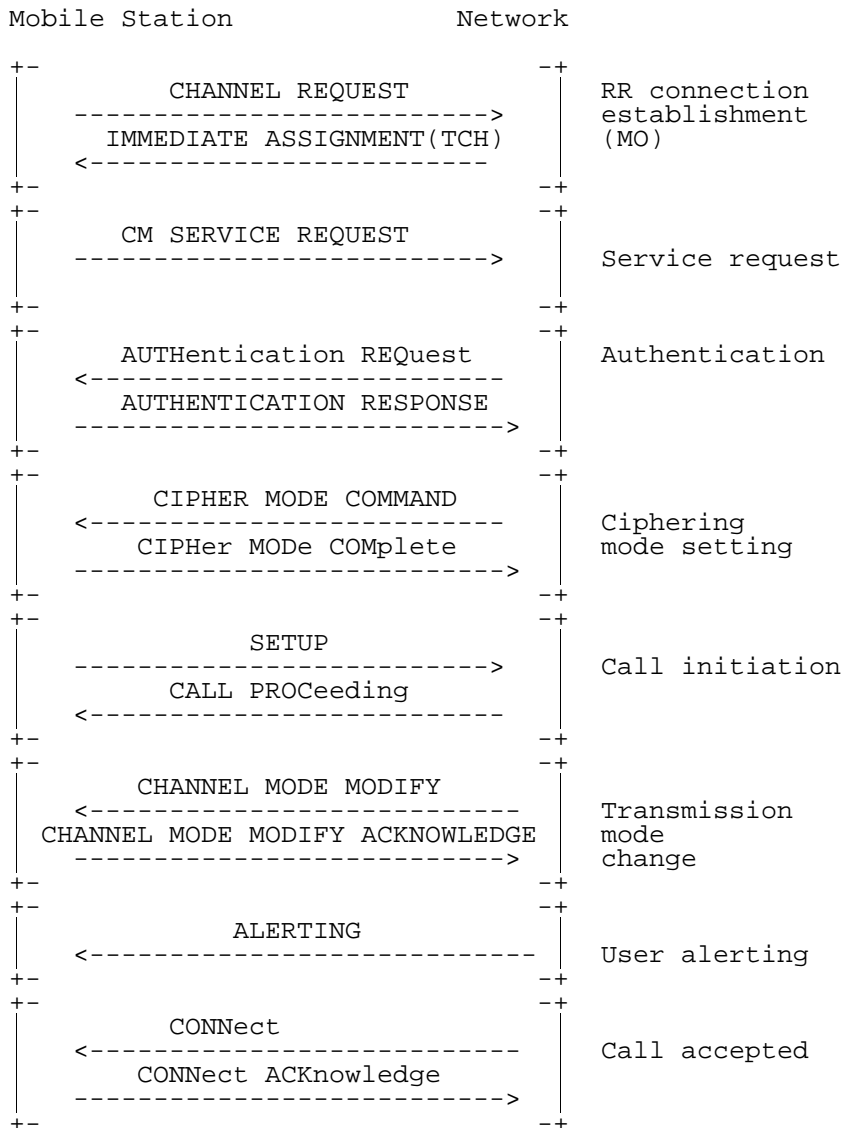 Mobile Station Network
CHANNEL REQUEST RR connection
establishment
IMMEDIATE ASSIGNMENT(TCH) (MO)
CM SERVICE REQUEST
Service request
AUTHentication REQuest Authentication
AUTHENTICATION RESPONSE
CIPHER MODE COMMAND
Ciphering
CIPHer MODe COMplete mode setting
SETUP
Call initiation
CALL PROCeeding
CHANNEL MODE MODIFY
Transmission
CHANNEL MODE MODIFY ACKNOWLEDGE mode
change
ALERTING
User alerting
CONNect
Call accepted
CONNect ACKnowledge